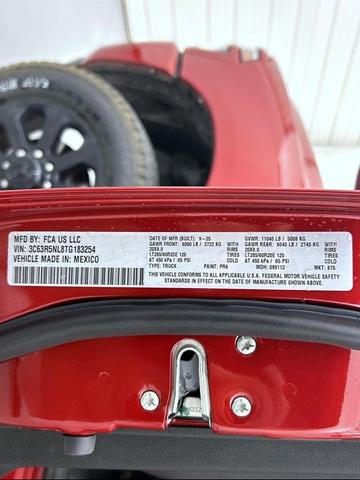 MFD BY: FCA US LLC
VIN: 3C63R5NL8TG183254
VEHICLE MADE IN: MEXICO
DATE OF MFR (BUILT): 9-25 GVWR: 11040 LB / 5008 KG
GAWR FRONT: 6000 LB / 2722 KG WITH GAWR REAR: 6040 LB / 2740 KG WITH
20X8.0 RIMS 20X8.0 RIMS
LT285/60R20E 125 TIRES LT285/60R20E 125 TIRES
AT 450 kPa / 65 PSI COLD AT 450 kPa / 65 PSI COLD
TYPE: TRUCK PAINT: PR6 MDH: 090112 MKT: 875
THIS VEHICLE CONFORMS TO ALL APPLICABLE U.S.A. FEDERAL MOTOR VEHICLE SAFETY
STANDARDS IN EFFECT ON THE DATE OF MANUFACTURE SHOWN ABOVE